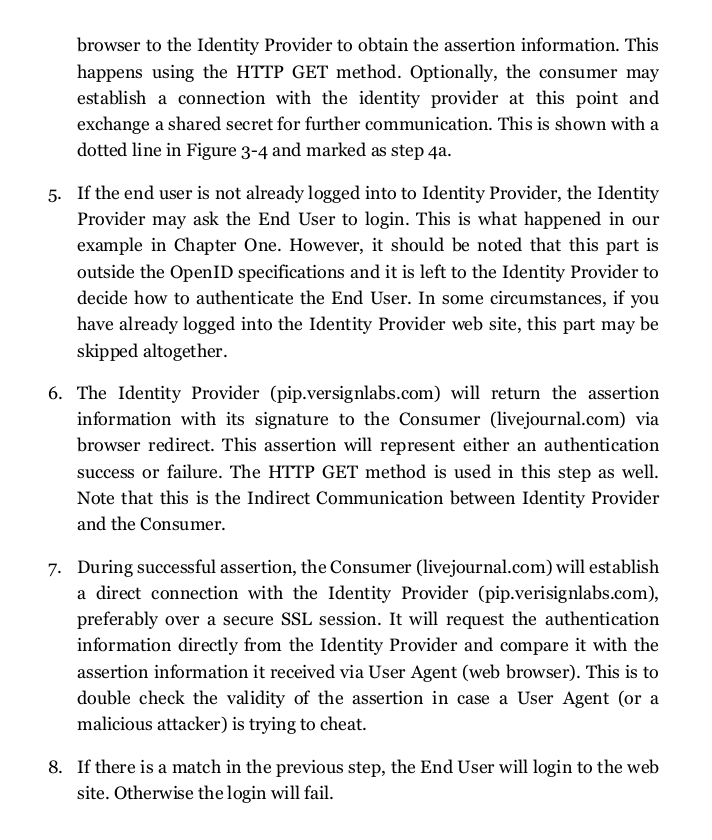 browser to the Identity Provider to obtain the assertion information. This
happens using the HTTP GET method. Optionally, the consumer may
establish a connection with the identity provider at this point and
exchange a shared secret for further communication. This is shown with a
dotted line in Figure 3-4 and marked as step 4a.
5. If the end user is not already logged into to Identity Provider, the Identity
Provider may ask the End User to login. This is what happened in our
example in Chapter One. However, it should be noted that this part is
outside the OpenID specifications and it is left to the Identity Provider to
decide how to authenticate the End User. In some circumstances, if you
have already logged into the Identity Provider web site, this part may be
skipped altogether.
6. The Identity Provider (pip.versignlabs.com) will return the assertion
information with its signature to the Consumer (livejournal.com) via
browser redirect. This assertion will represent either an authentication
success or failure. The HTTP GET method is used in this step as well.
Note that this is the Indirect Communication between Identity Provider
and the Consumer.
7. During successful assertion, the Consumer (livejournal.com) will establish
a direct connection with the Identity Provider (pip.verisignlabs.com),
preferably over a secure SSL session. It will request the authentication
information directly from the Identity Provider and compare it with the
assertion information it received via User Agent (web browser). This is to
double check the validity of the assertion in case a User Agent (or a
malicious attacker) is trying to cheat.
8. If there is a match in the previous step, the End User will login to the web
site. Otherwise the login will fail.